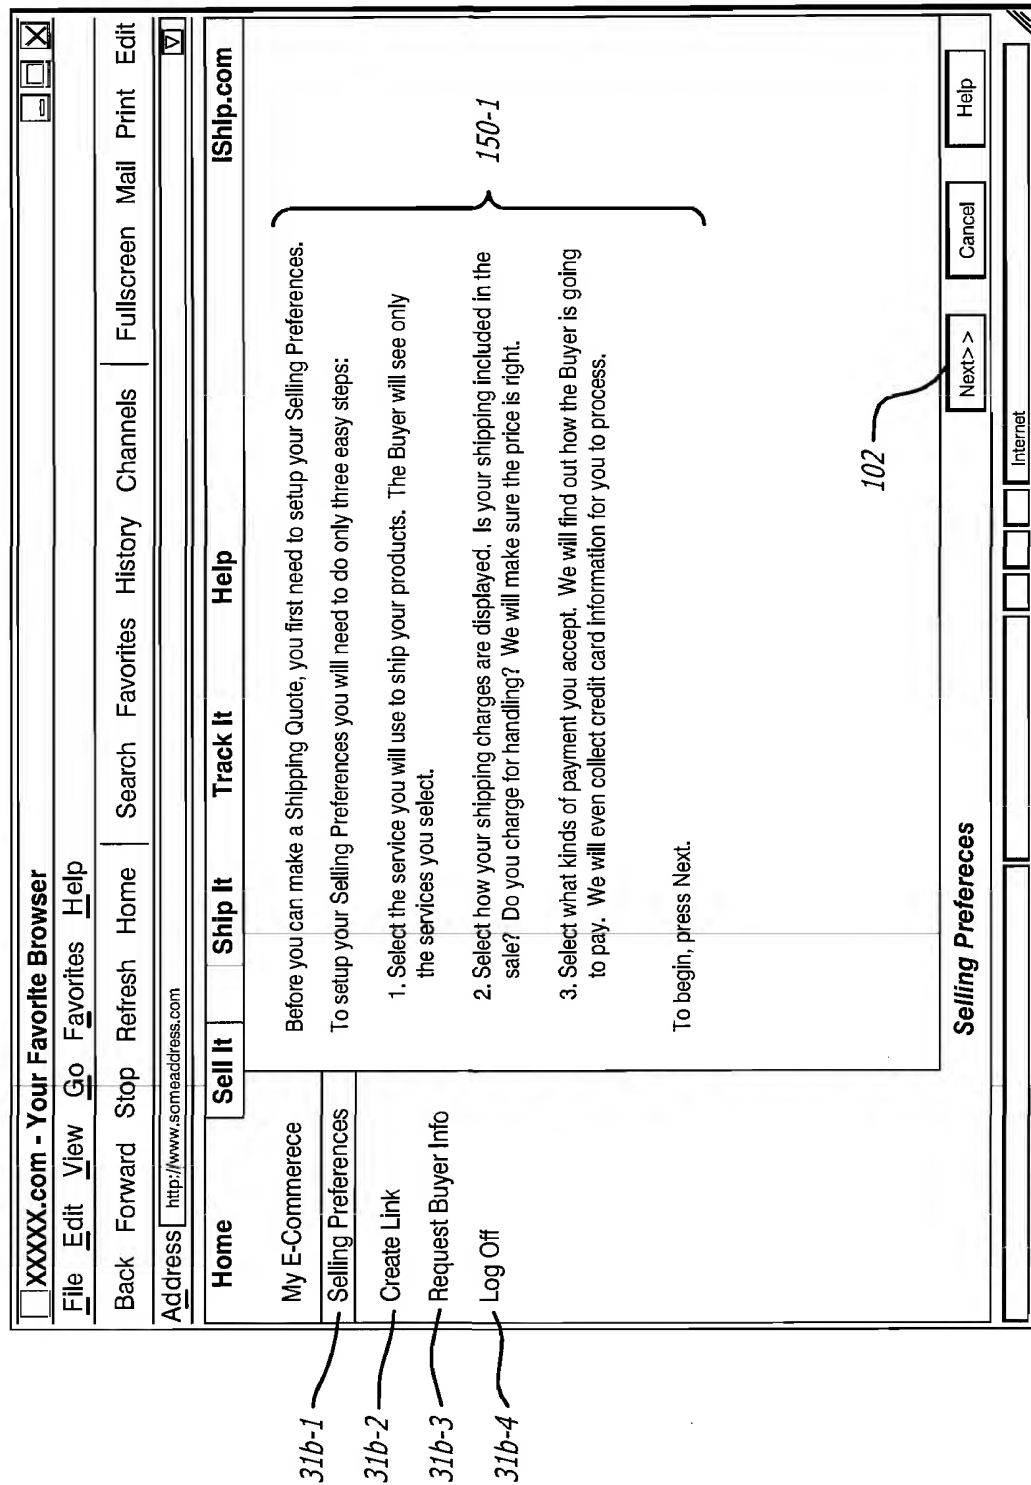 XXXXX.com - Your Favorite Browser
File Edit View Go Favorites Help
Back Forward Stop Refresh Home Search Favorites History Channels Fullscreen Mail Print Edit
Address http://www.someaddress.com
Home Sell It Ship It Track It Help IShip.com
My E-Commerece
Selling Preferences
Create Link
Request Buyer Info
Log Off
31b-1
31b-2
31b-3
31b-4
Before you can make a Shipping Quote, you first need to setup your Selling Preferences.
To setup your Selling Preferences you will need to do only three easy steps:
1. Select the service you will use to ship your products. The Buyer will see only
the services you select.
2. Select how your shipping charges are displayed. Is your shipping included in the
sale? Do you charge for handling? We will make sure the price is right.
3. Select what kinds of payment you accept. We will find out how the Buyer is going
to pay. We will even collect credit card information for you to process.
To begin, press Next.
150-1
102
Selling Prefereces
Next>> Cancel Help
Internet